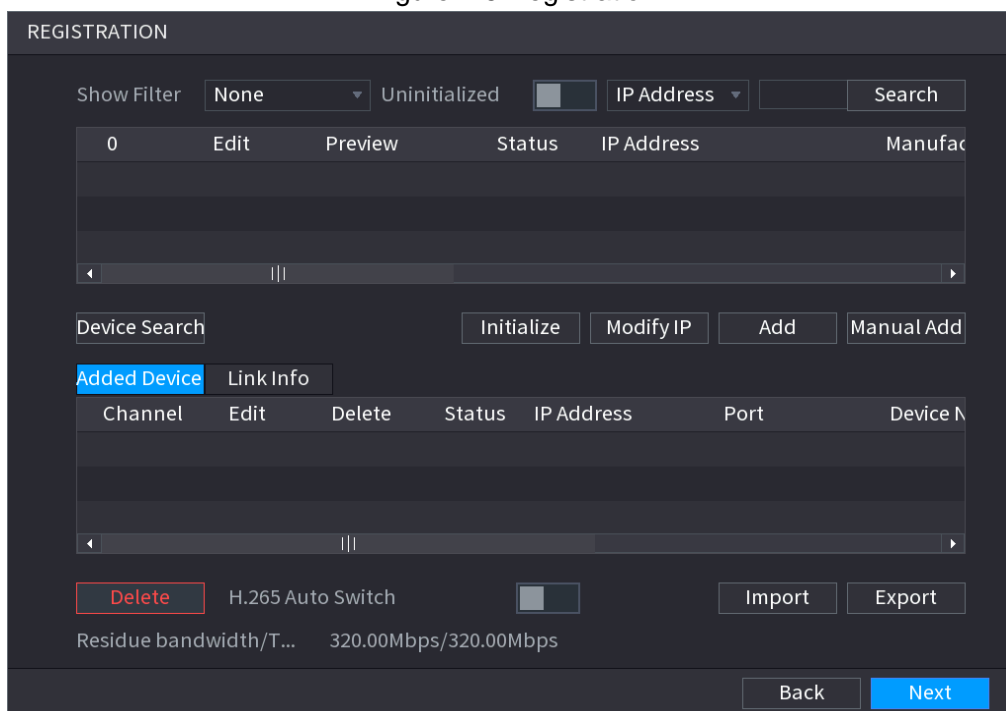 REGISTRATION
Show Filter None Uninitialized IP Address Search
0 Edit Preview Status IP Address Manufac
Device Search Initialize Modify IP Add Manual Add
Added Device Link Info
Channel Edit Delete Status IP Address Port Device N
Delete H.265 Auto Switch Import Export
Residue bandwidth/T... 320.00Mbps/320.00Mbps
Back Next